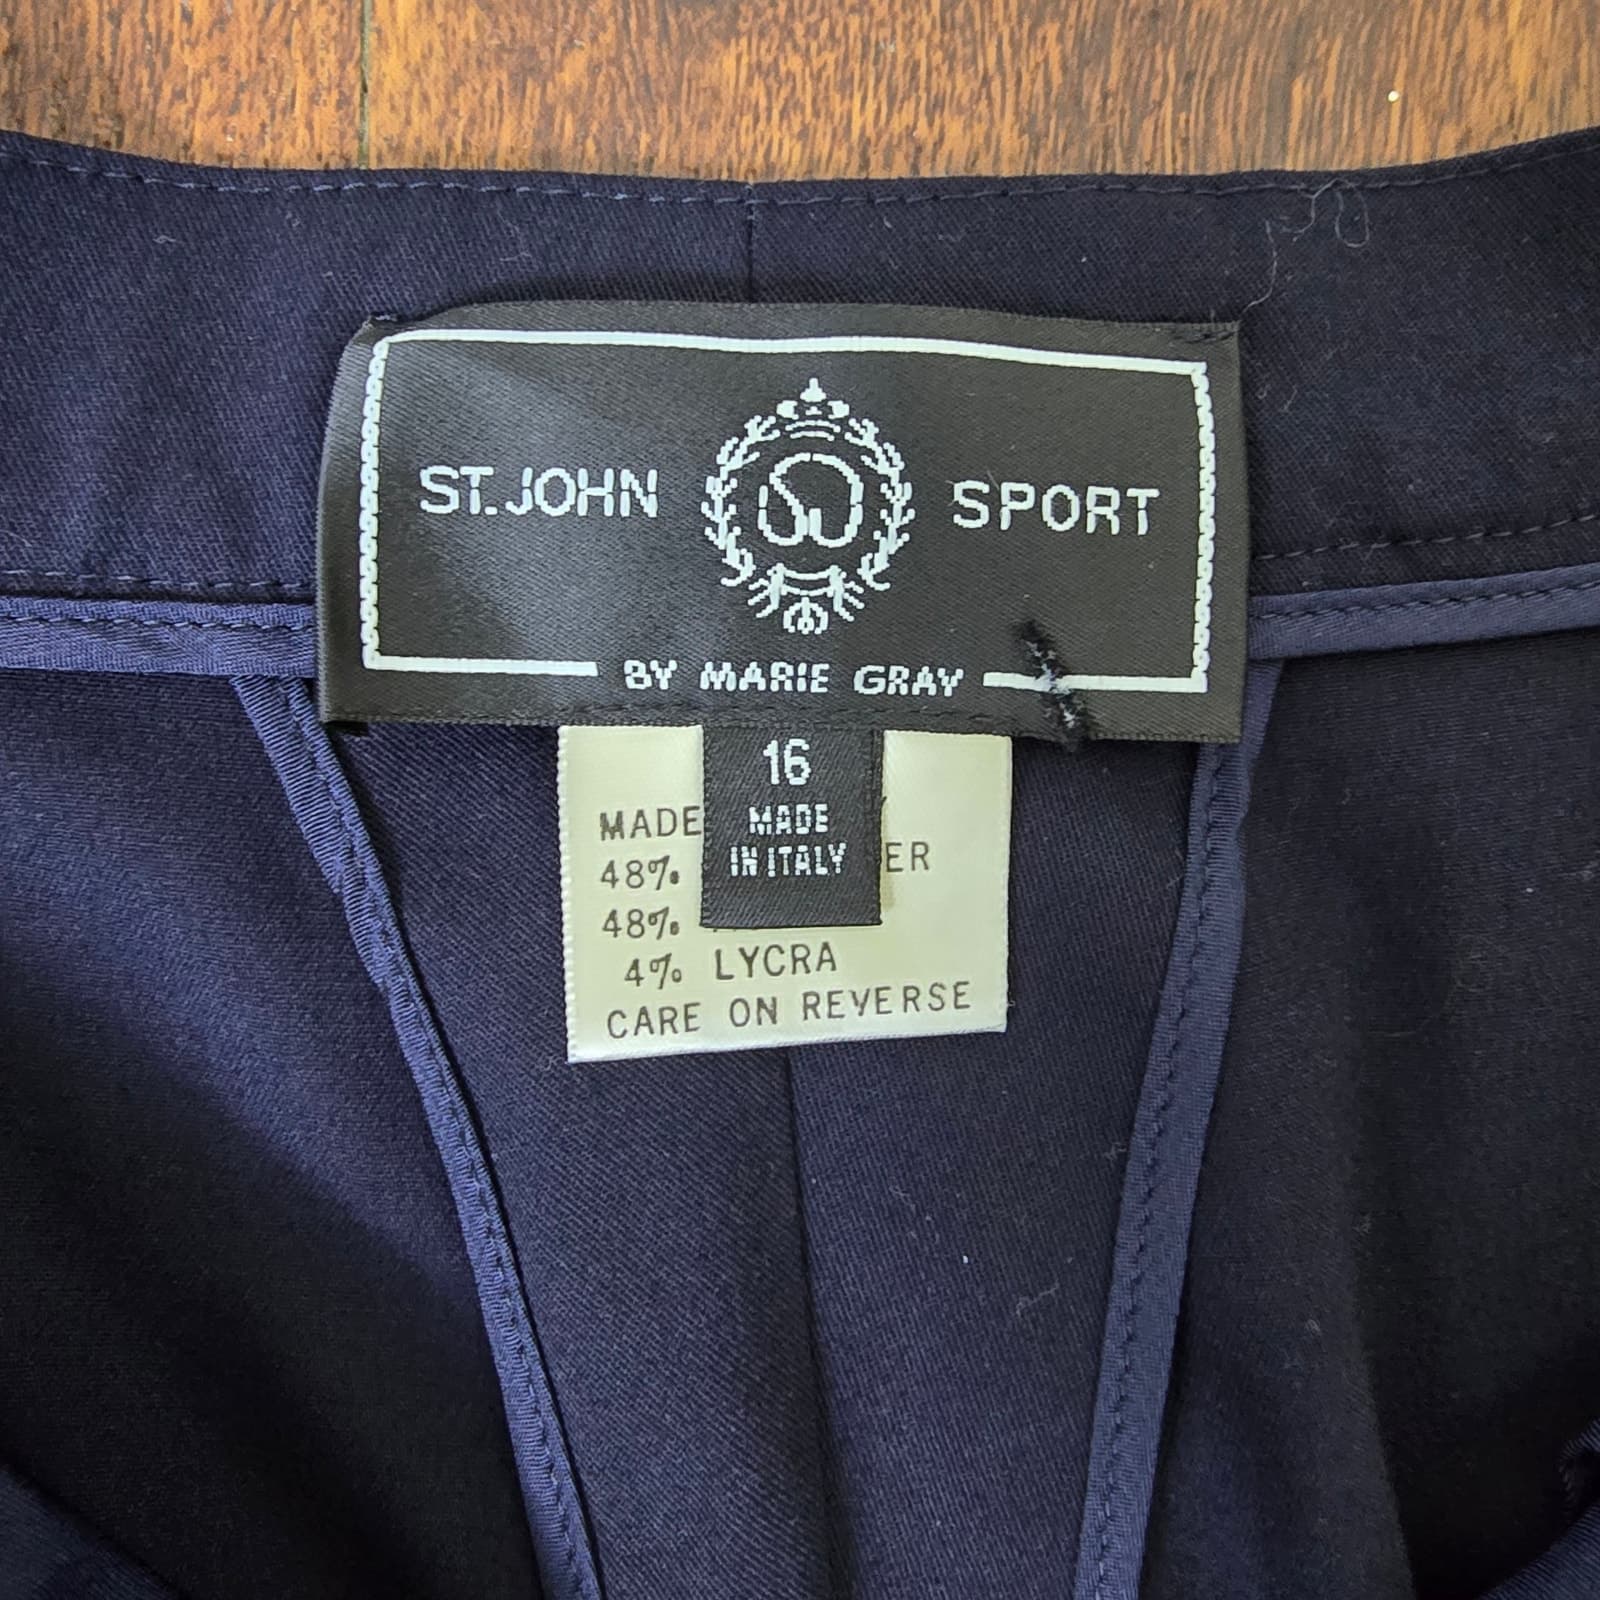 ST. JOHN SPORT
BY MARIE GRAY
16
MADE
IN ITALY
MADE
48% ER
48%
4% LYCRA
CARE ON REVERSE